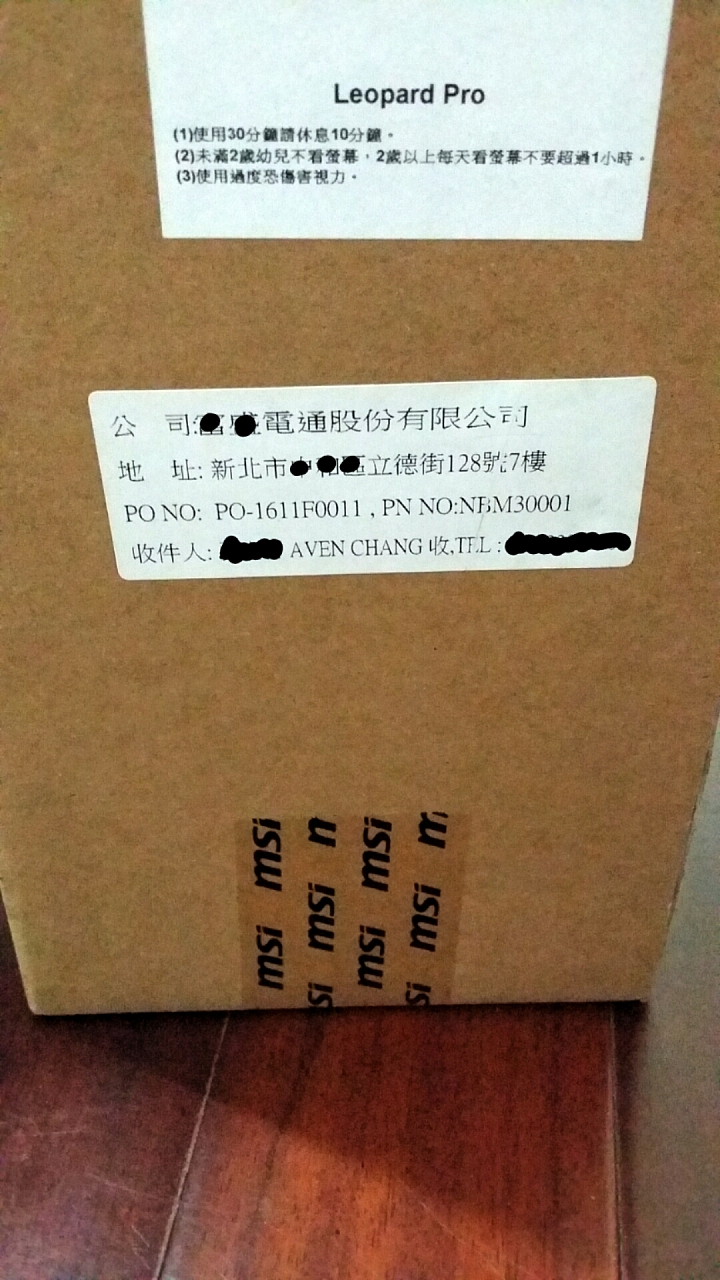 Leopard Pro
(1)使用30分鐘請休息10分鐘。
(2)未滿2歲幼兒不看螢幕，2歲以上每天看螢幕不要超過1小時。
(3)使用過度恐傷害視力。
公 司:電通股份有限公司
地 址: 新北市立德街128號7樓
PO NO: PO-1611F0011 , PN NO:NBM30001
收件人: AVEN CHANG 收,TEL :
msi msi
msi n
msi msi
msi m